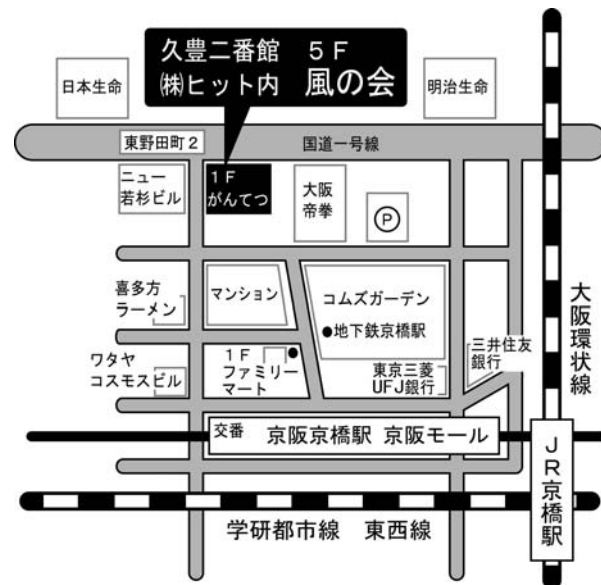 久豊二番館 5F
㈱ヒット内 風の会
日本生命
明治生命
東野田町2
国道一号線
ニュー
若杉ビル
1F
がんてつ
大阪
帝拳
P
喜多方
ラーメン
マンション
コムズガーデン
●地下鉄京橋駅
大阪環状線
ワタヤ
コスモスビル
1F
ファミリー
マート
東京三菱
UFJ銀行
三井住友
銀行
交番 京阪京橋駅 京阪モール
JR京橋駅
学研都市線 東西線